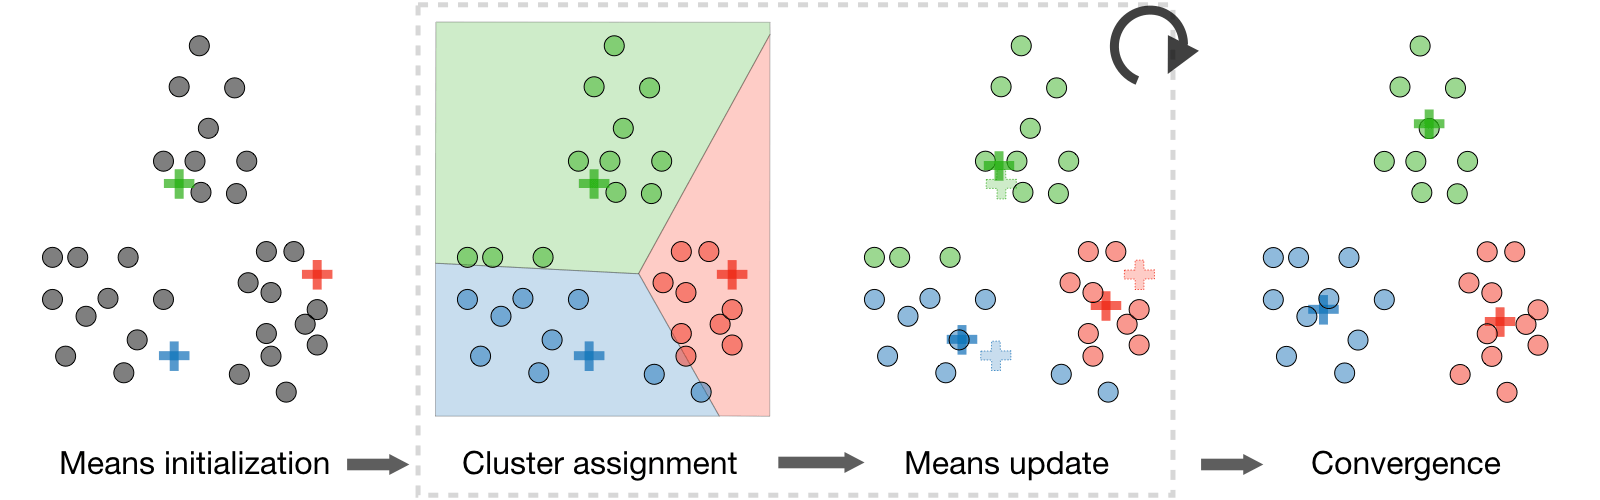 Means initialization
Cluster assignment
Means update
Convergence